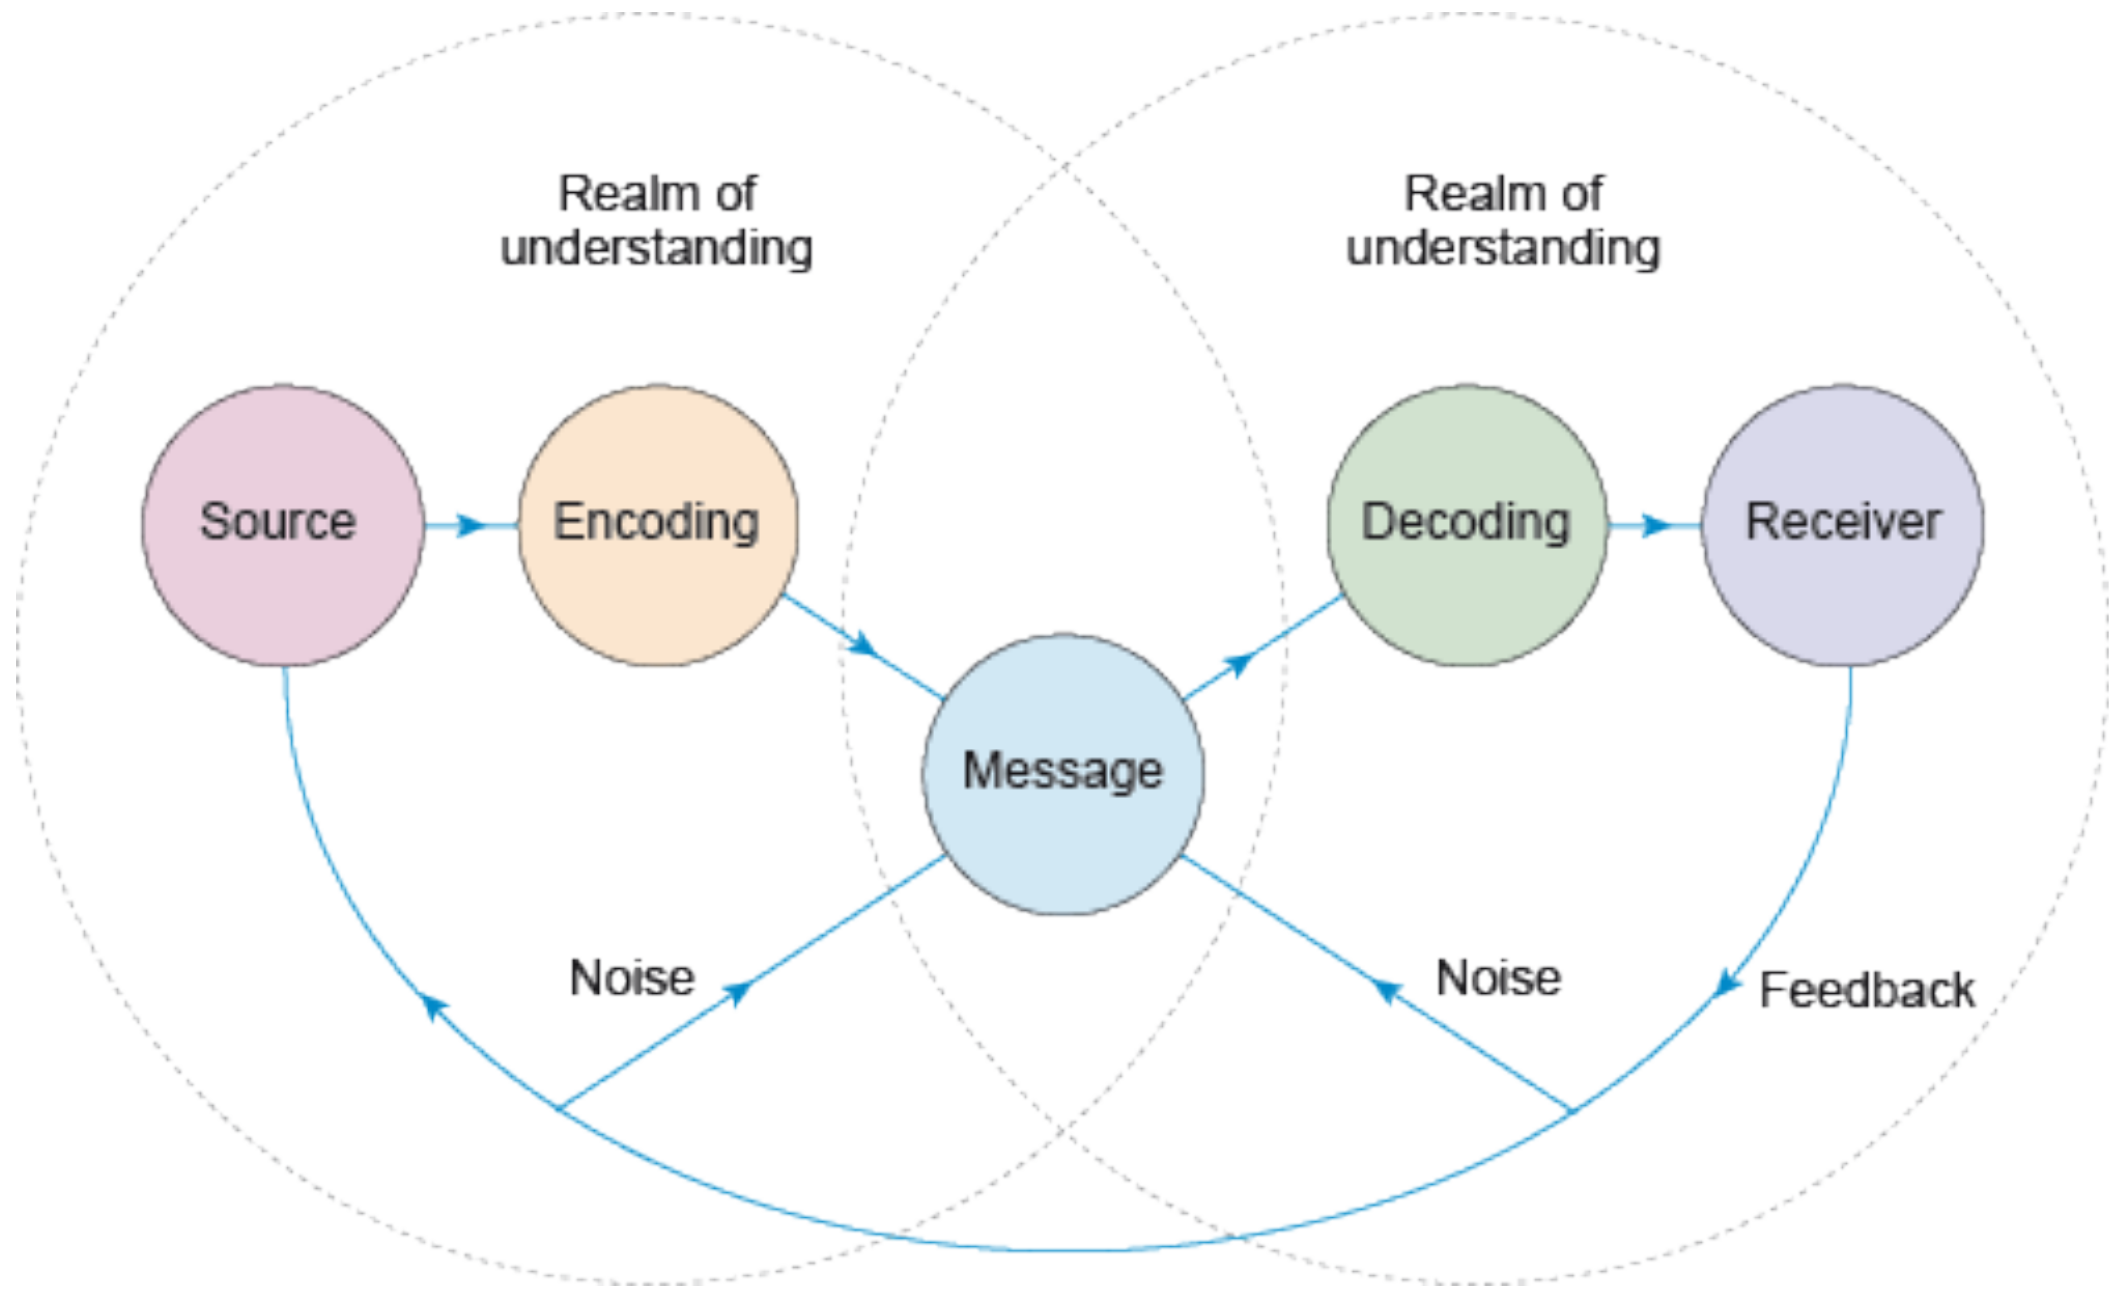 Realm of
understanding
Realm of
understanding
Source
Encoding
Decoding
Receiver
Message
Noise
Noise
Feedback